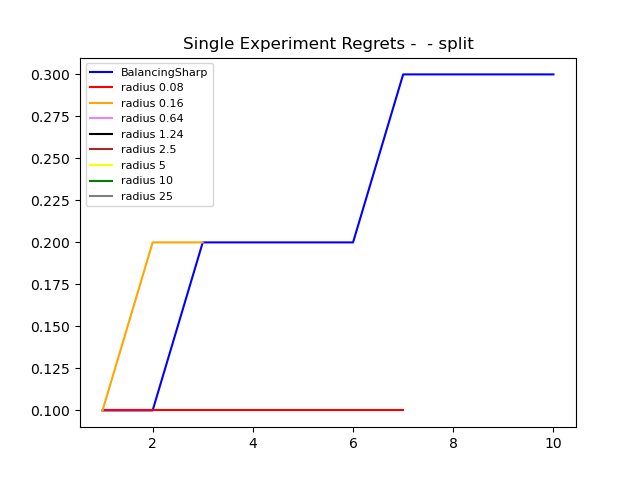 Single Experiment Regrets -  - split
0.300
0.275
0.250
0.225
0.200
0.175
0.150
0.125
0.100
BalancingSharp
radius 0.08
radius 0.16
radius 0.64
radius 1.24
radius 2.5
radius 5
radius 10
radius 25
2 4 6 8 10